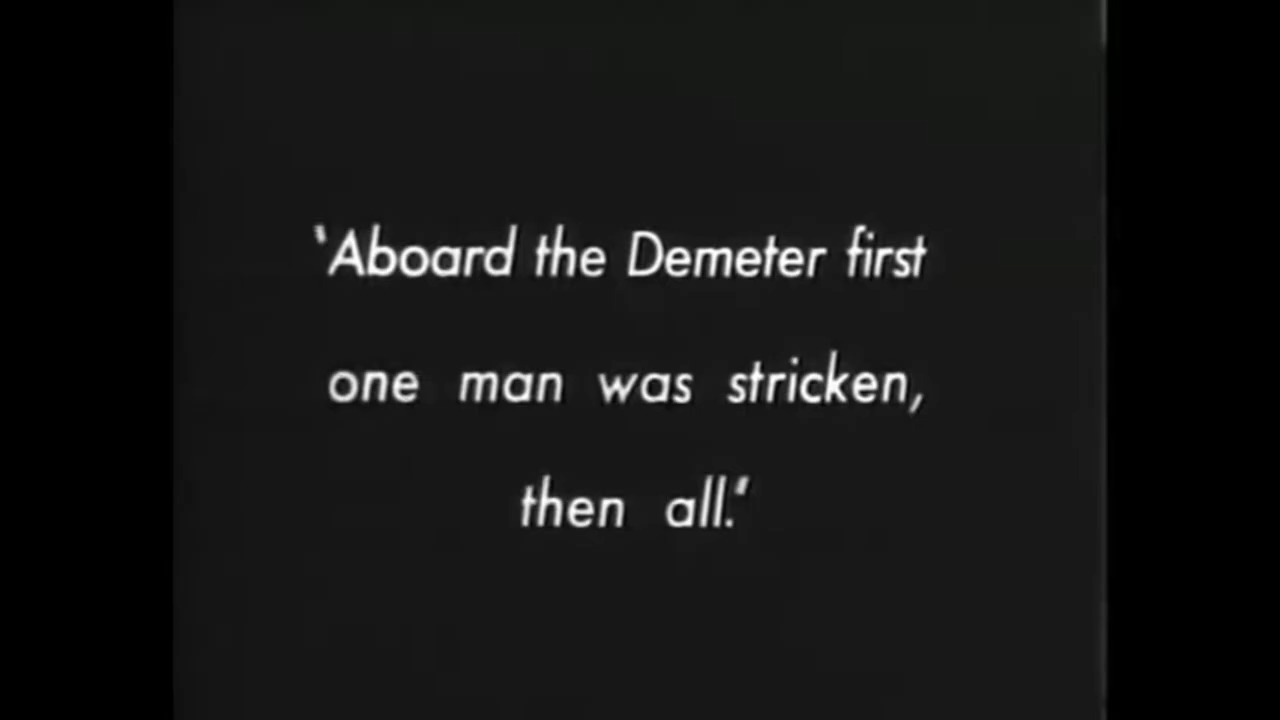 ‘Aboard the Demeter first
one man was stricken,
then all.’